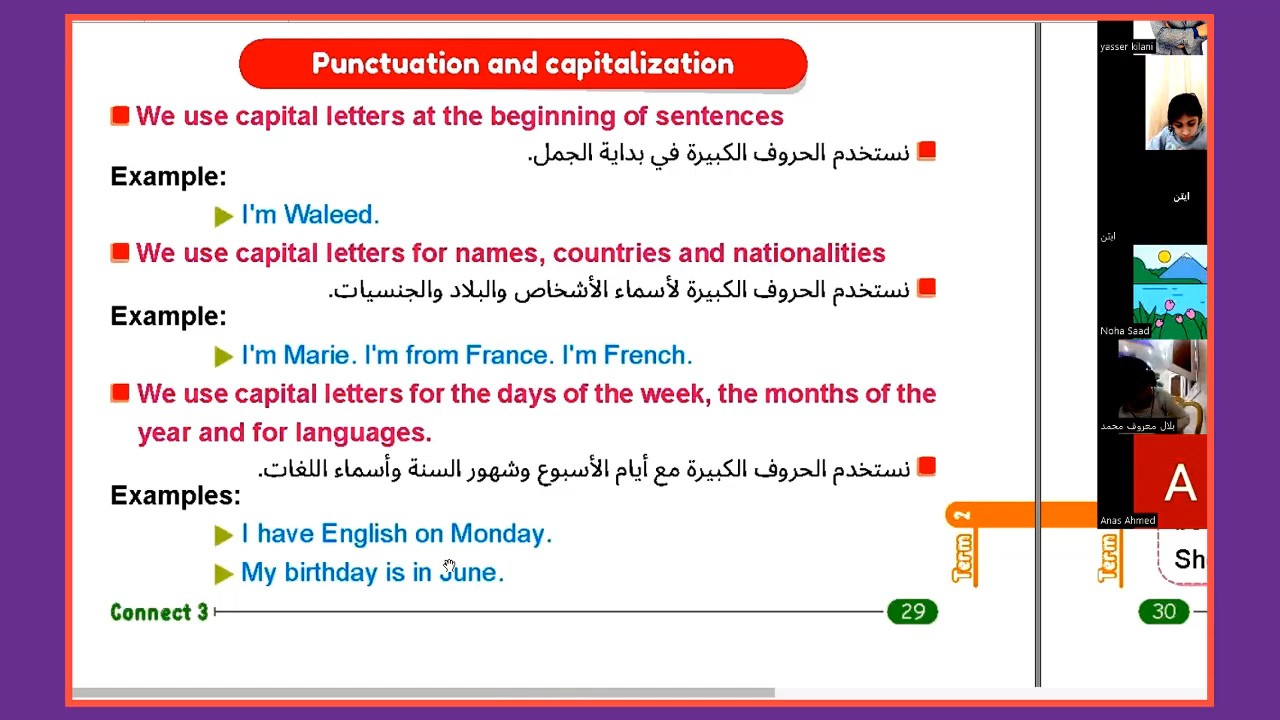 Punctuation and capitalization
We use capital letters at the beginning of sentences
نستخدم الحروف الكبيرة في بداية الجمل.
Example:
I'm Waleed.
We use capital letters for names, countries and nationalities
نستخدم الحروف الكبيرة لأسماء الأشخاص والبلاد والجنسيات.
Example:
I'm Marie. I'm from France. I'm French.
We use capital letters for the days of the week, the months of the
year and for languages.
نستخدم الحروف الكبيرة مع أيام الأسبوع وشهور السنة وأسماء اللغات.
Examples:
I have English on Monday.
My birthday is in June.
Connect 3
29
Term 2
Term
Sh
30
yasser kilani
ايتن
ايتن
Noha Saad
بلال معروف محمد
A
Anas Ahmed